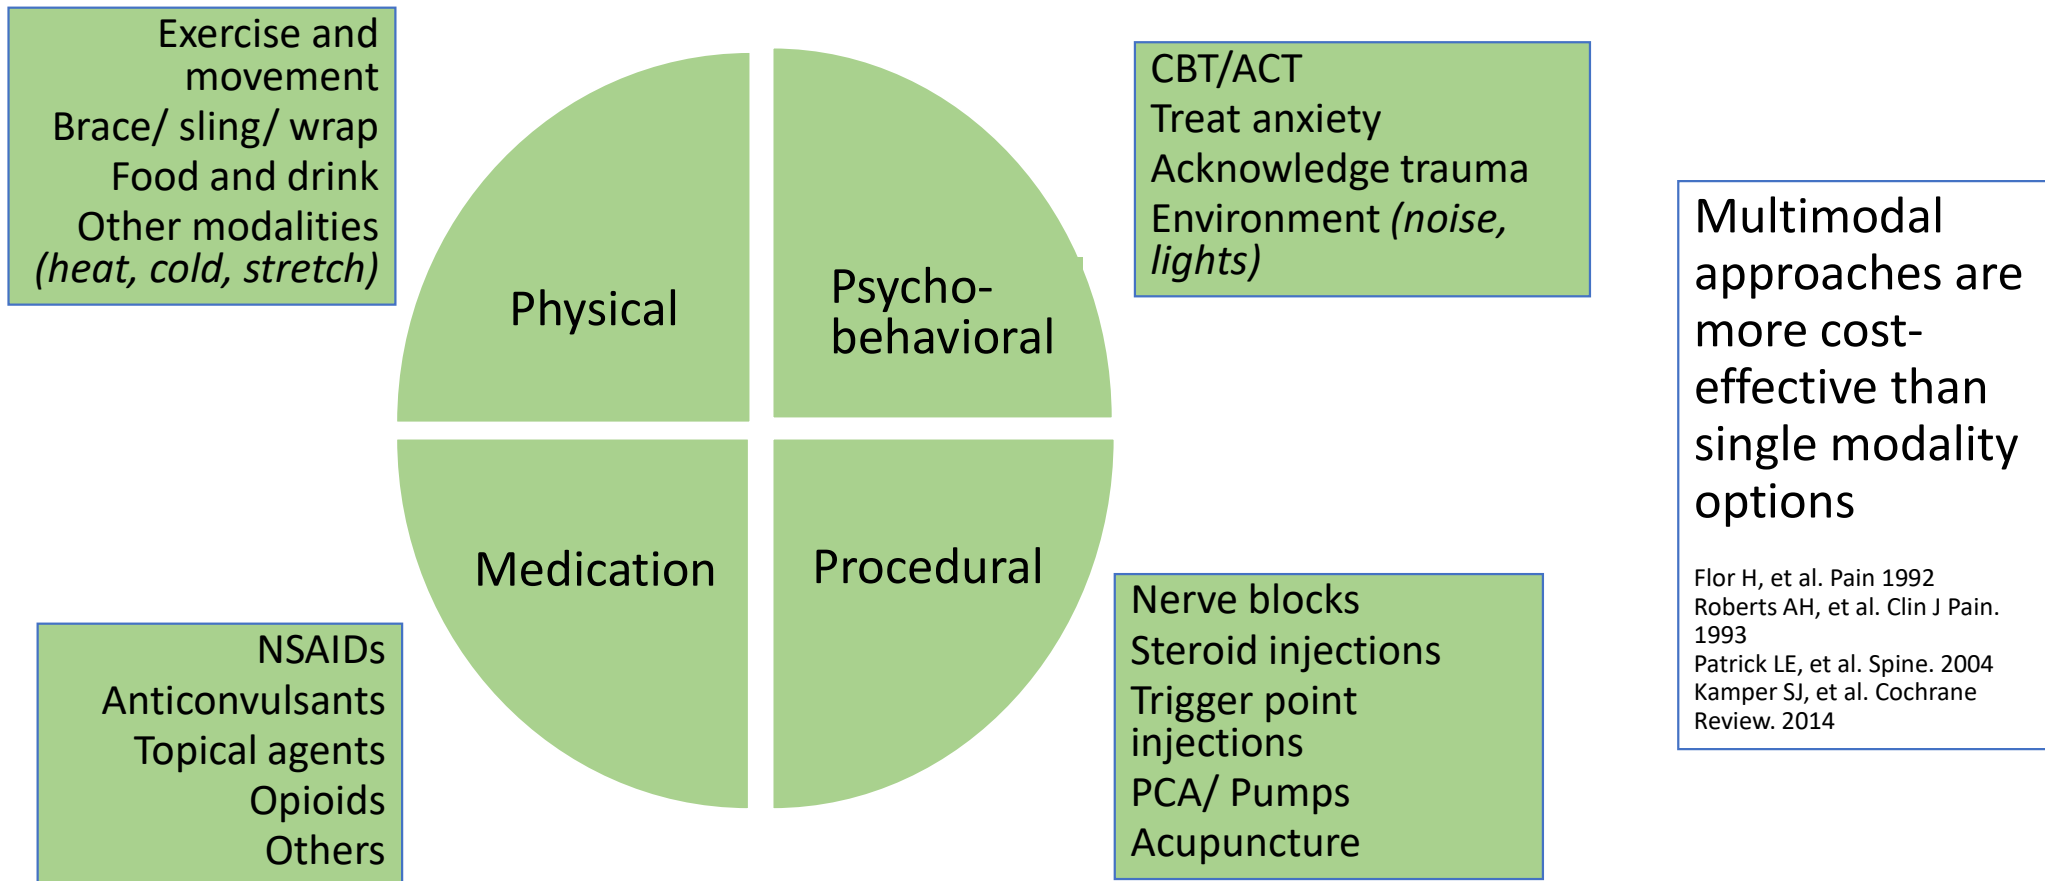 Exercise and
movement
Brace/ sling/ wrap
Food and drink
Other modalities
(heat, cold, stretch)
Physical
Psycho-
behavioral
CBT/ACT
Treat anxiety
Acknowledge trauma
Environment (noise,
lights)
Medication
Procedural
NSAIDs
Anticonvulsants
Topical agents
Opioids
Others
Nerve blocks
Steroid injections
Trigger point
injections
PCA/ Pumps
Acupuncture
Multimodal
approaches are
more cost-
effective than
single modality
options
Flor H, et al. Pain 1992
Roberts AH, et al. Clin J Pain.
1993
Patrick LE, et al. Spine. 2004
Kamper SJ, et al. Cochrane
Review. 2014